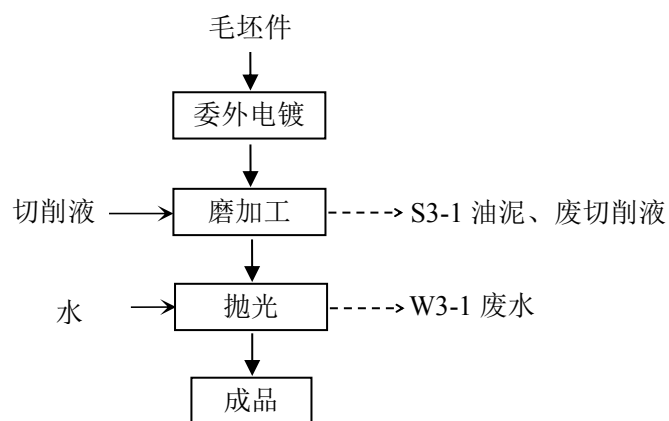 毛坯件
委外电镀
切削液
磨加工
S3-1 油泥、废切削液
水
抛光
W3-1 废水
成品